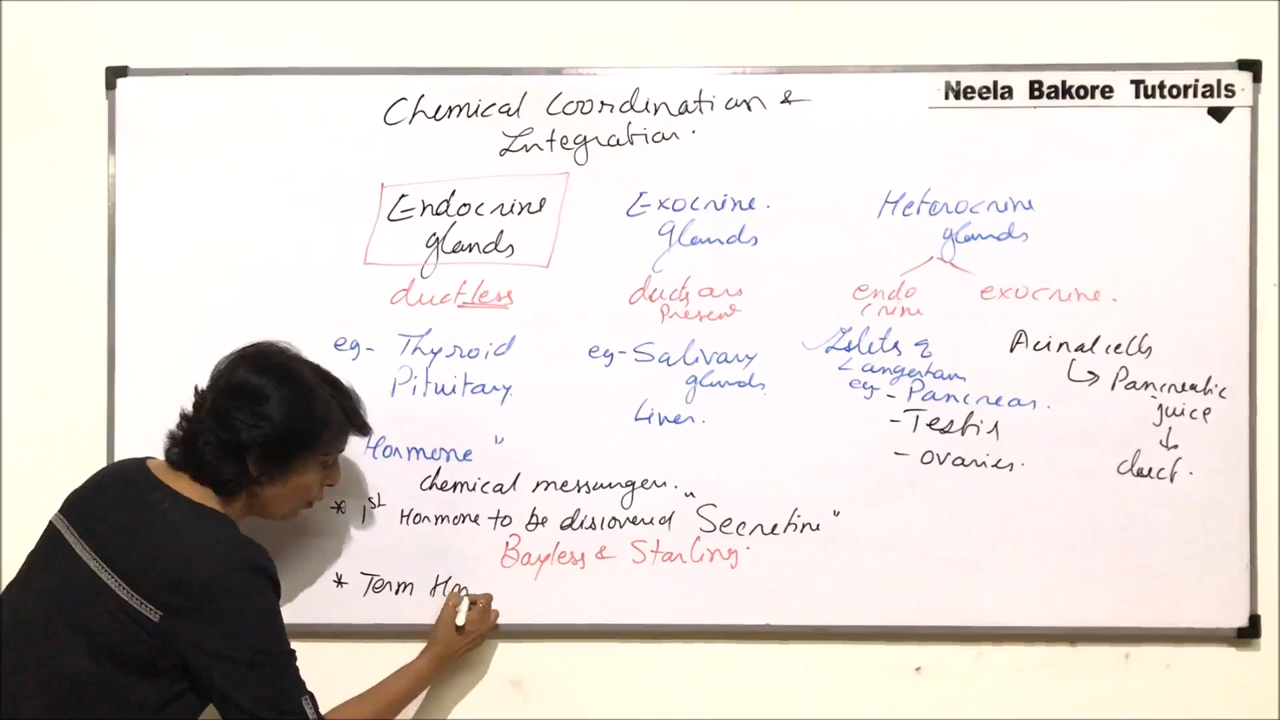 Neela Bakore Tutorials
Chemical Coordination &
Integration.
Endocrine
glands
ductless
eg- Thyroid
Pituitary.
Exocrine.
Glands
ducts are
Present
eg- Salivary
glands
Liver.
Heterocrine
glands
endo
crine
exocrine.
Islets of
Langerhans
eg - Pancreas.
- Testis
- ovaries.
Acinal cells
Pancreatic
juice
duct.
Hormone "
chemical messenger.
* 1st Hormone to be discovered "Secretine"
Bayless & Starling.
* Term Hor